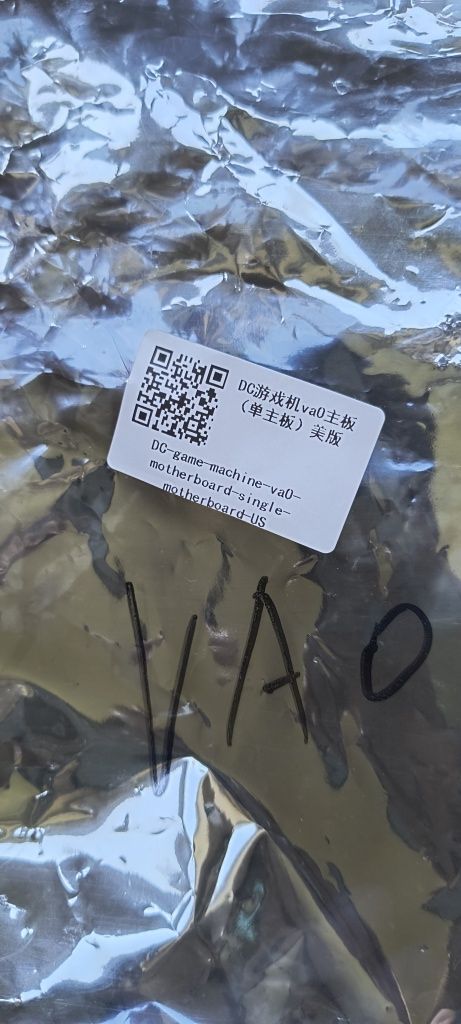 DC游戏机va0主板
（单主板）美版
DC-game-machine-va0-
motherboard-single-
motherboard-US
VA0